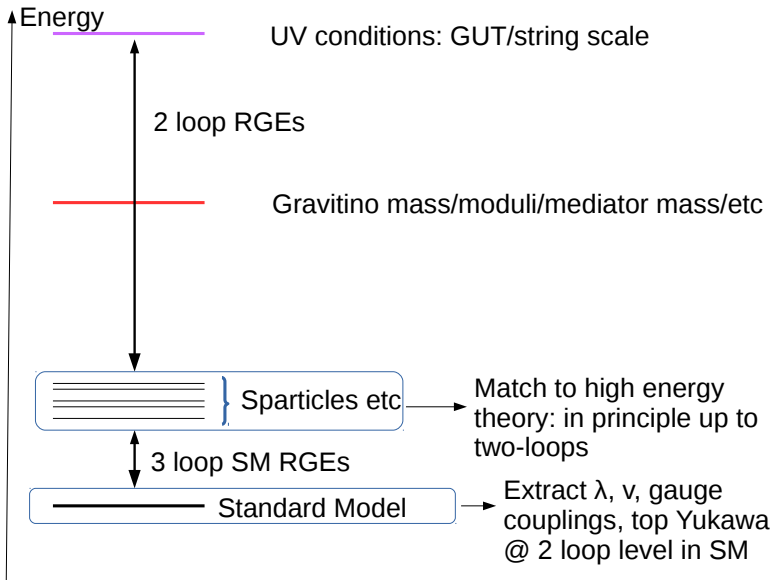 Energy
UV conditions: GUT/string scale
2 loop RGEs
Gravitino mass/moduli/mediator mass/etc
Sparticles etc
Match to high energy
theory: in principle up to
two-loops
3 loop SM RGEs
Standard Model
Extract λ, v, gauge
couplings, top Yukawa
@ 2 loop level in SM